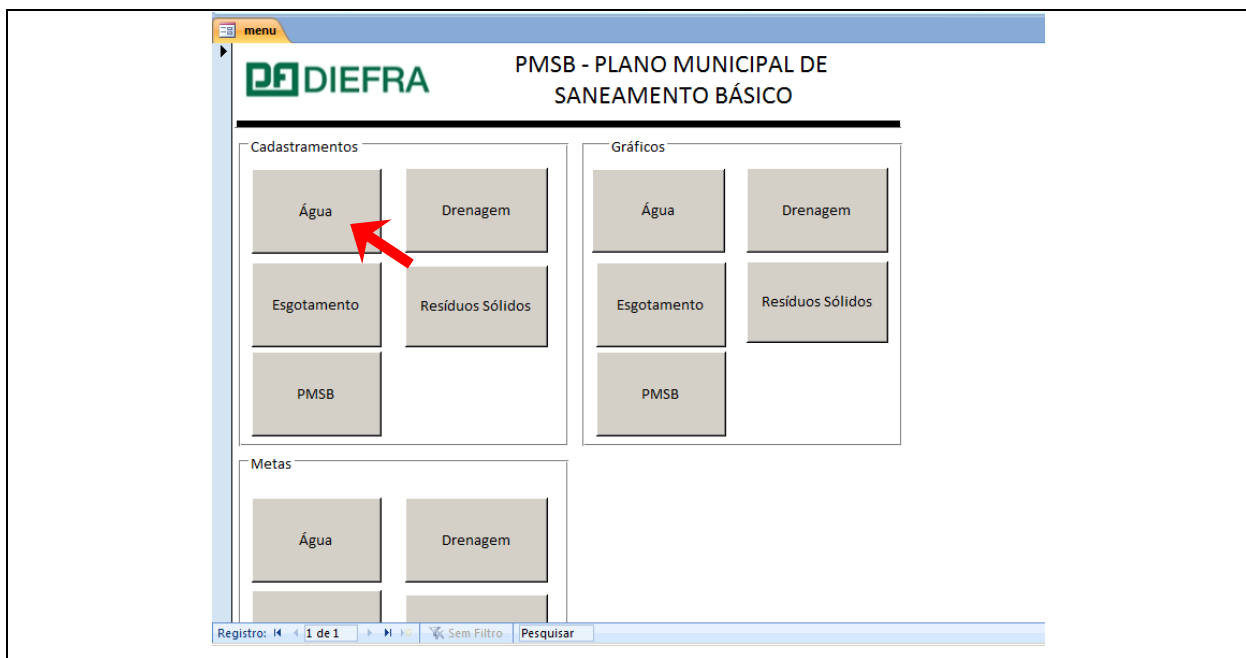 menu
DIEFRA
PMSB - PLANO MUNICIPAL DE
SANEAMENTO BÁSICO
Cadastramentos
Água
Drenagem
Esgotamento
Resíduos Sólidos
PMSB
Gráficos
Água
Drenagem
Esgotamento
Resíduos Sólidos
PMSB
Metas
Água
Drenagem
Registro: 1 de 1 Sem Filtro Pesquisar